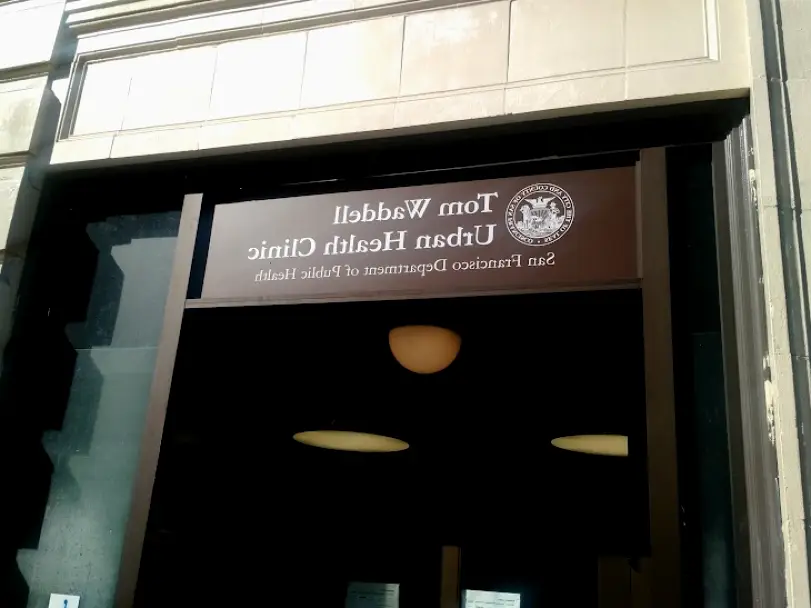 Tom Waddell
Urban Health Clinic
San Francisco Department of Public Health